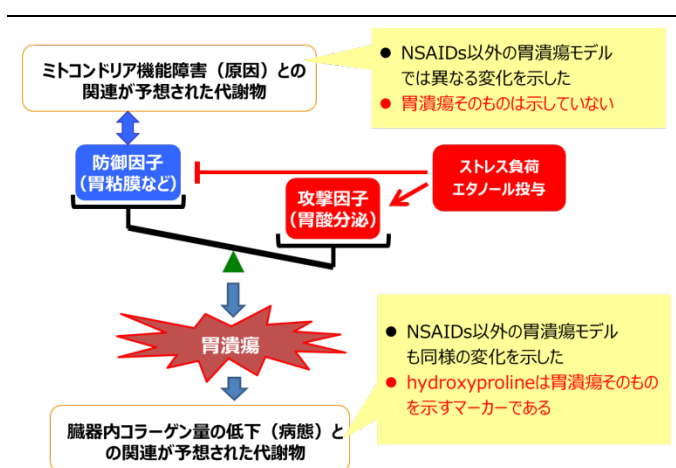 ミトコンドリア機能障害（原因）との
関連が予想された代謝物
● NSAIDs以外の胃潰瘍モデル
では異なる変化を示した
● 胃潰瘍そのものは示していない
防御因子
（胃粘膜など）
攻撃因子
（胃酸分泌）
ストレス負荷
エタノール投与
胃潰瘍
● NSAIDs以外の胃潰瘍モデル
も同様の変化を示した
● hydroxyprolineは胃潰瘍そのもの
を示すマーカーである
臓器内コラーゲン量の低下（病態）と
の関連が予想された代謝物